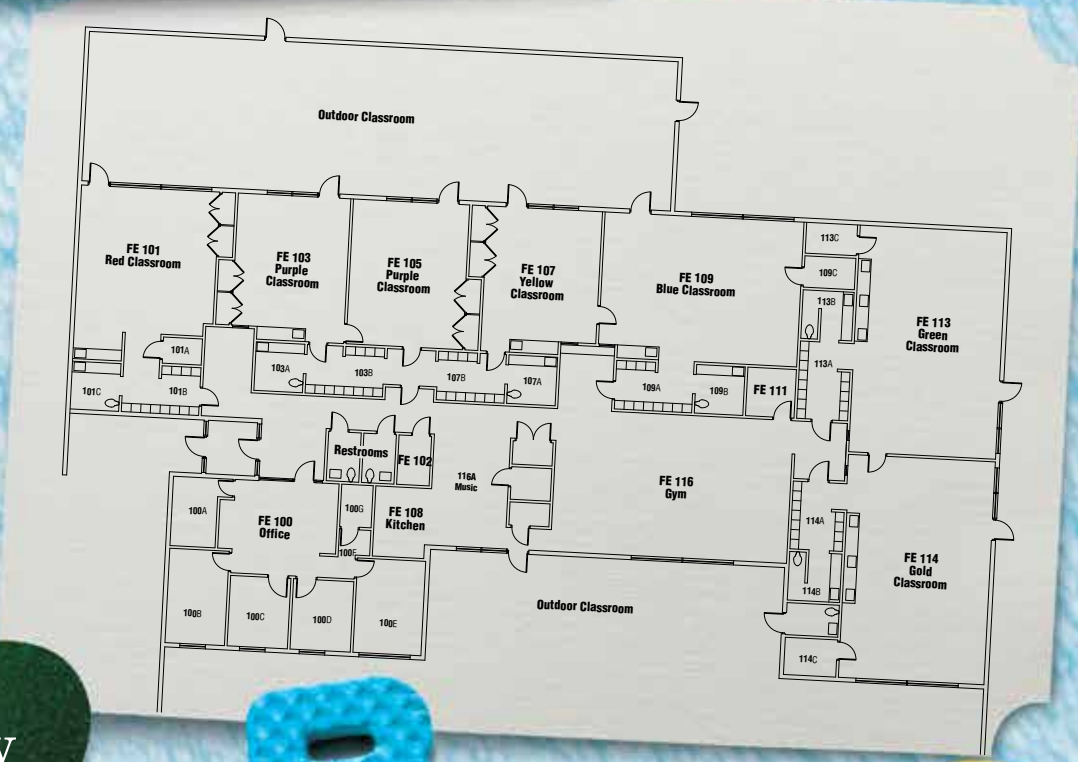 Outdoor Classroom
FE 101
Red Classroom
FE 103
Purple
Classroom
FE 105
Purple
Classroom
FE 107
Yellow
Classroom
FE 109
Blue Classroom
113C
109C
113B
FE 113
Green
Classroom
101A
101C
101B
103A
103B
107B
107A
109A
109B
FE 111
113A
Restrooms
FE 102
116A
Music
FE 116
Gym
100A
FE 100
Office
100G
FE 108
Kitchen
100F
114A
FE 114
Gold
Classroom
100B
100C
100D
100E
Outdoor Classroom
114B
114C